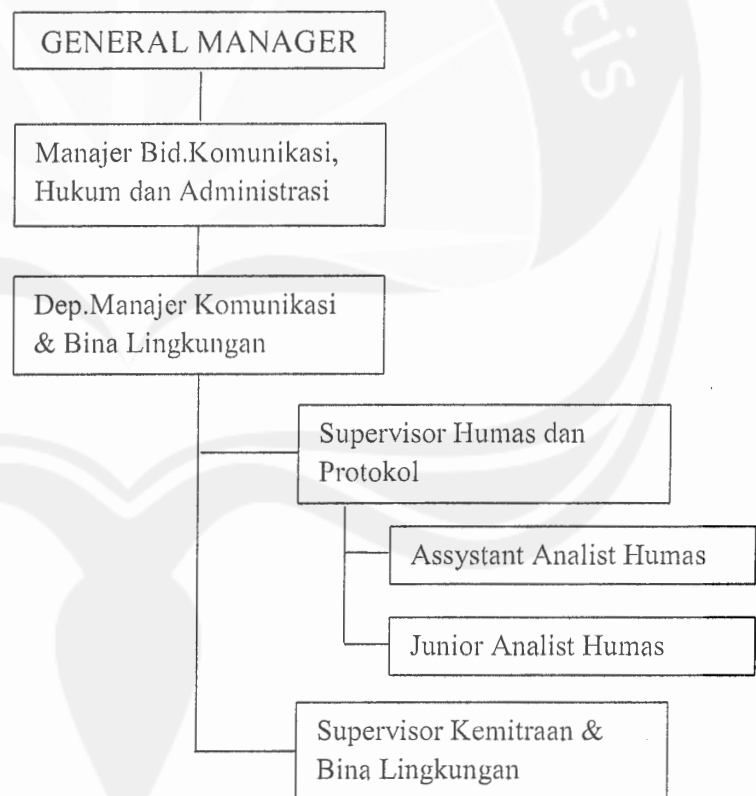 cis
GENERAL MANAGER
Manajer Bid.Komunikasi,
Hukum dan Administrasi
Dep.Manajer Komunikasi
& Bina Lingkungan
Supervisor Humas dan
Protokol
Assystant Analist Humas
Junior Analist Humas
Supervisor Kemitraan &
Bina Lingkungan